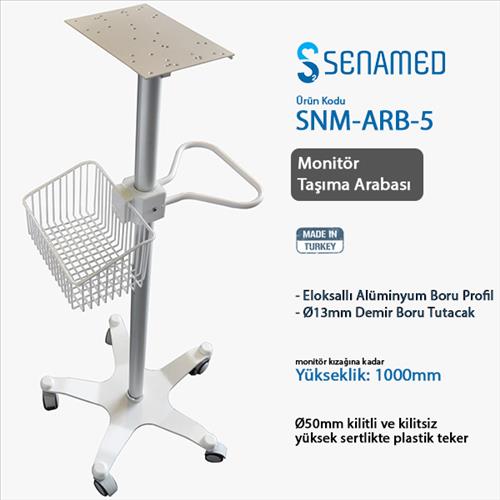 SENAMED
Ürün Kodu
SNM-ARB-5
Monitör
Taşıma Arabası
MADE IN
TURKEY
- Eloksallı Alüminyum Boru Profil
- Ø13mm Demir Boru Tutacak
monitör kızağına kadar
Yükseklik: 1000mm
Ø50mm kilitli ve kilitsiz
yüksek sertlikte plastik teker